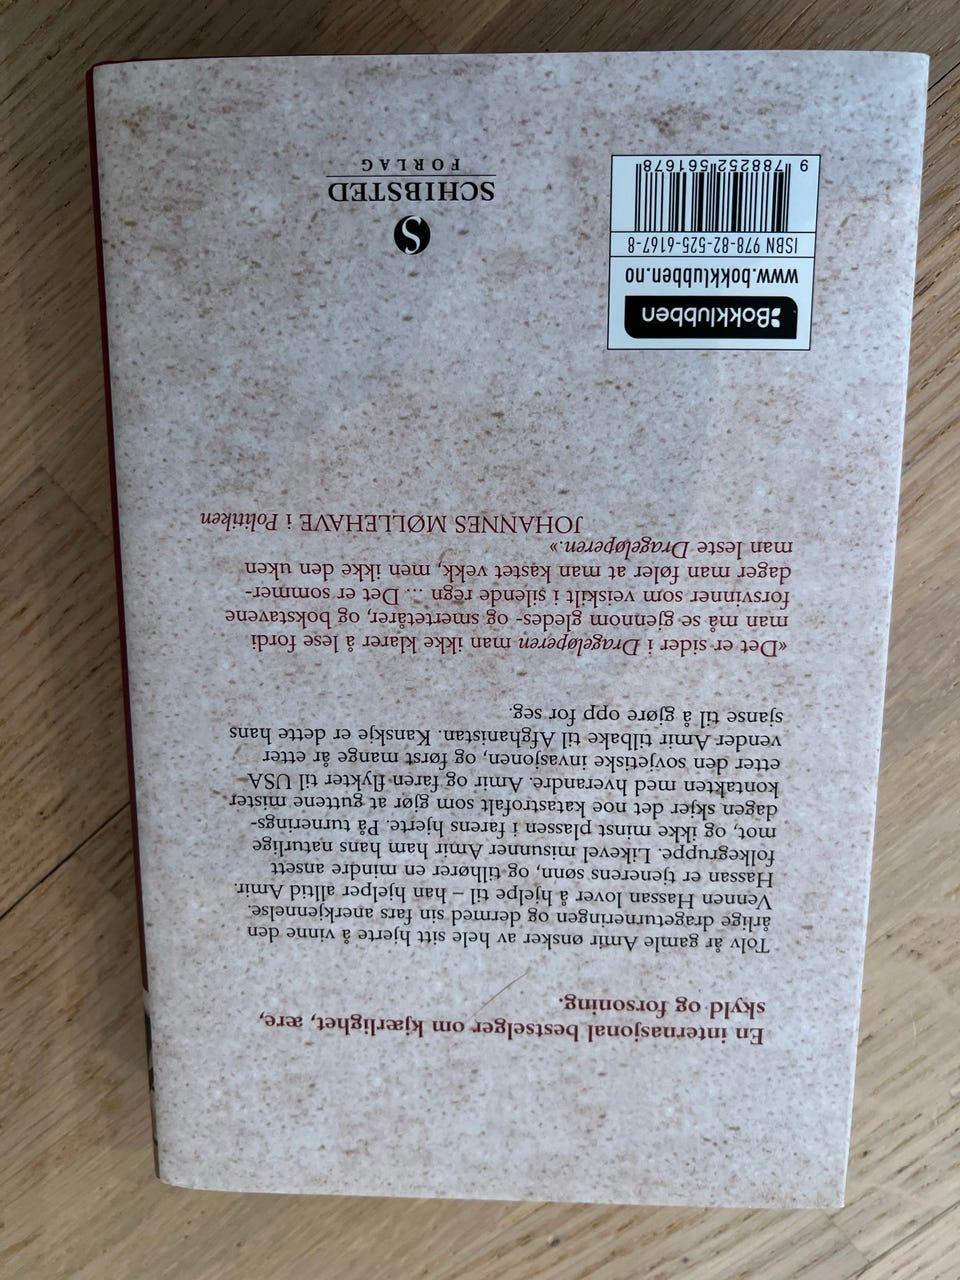 En internasjonal bestselger om kjærlighet, ære,
skyld og forsoning.
Tolv år gamle Amir ønsker av hele sitt hjerte å vinne den
årlige drageturneringen og dermed sin fars anerkjennelse.
Vennen Hassan lover å hjelpe til – han hjelper alltid Amir.
Hassan er tjenerens sønn, og tilhører en mindre ansett
folkegruppe. Likevel misunner Amir ham hans naturlige
mot, og ikke minst plassen i farens hjerte. På turnerings-
dagen skjer det noe katastrofalt som gjør at guttene mister
kontakten med hverandre. Amir og faren flykter til USA
etter den sovjetiske invasjonen, og først mange år etter
vender Amir tilbake til Afghanistan. Kanskje er dette hans
sjanse til å gjøre opp for seg.
«Det er sider i Drageløperen man ikke klarer å lese fordi
man må se gjennom gledes- og smertetårer, og bokstavene
forsvinner som veiskilt i silende regn ... Det er sommer-
dager man føler at man kastet vekk, men ikke den uken
man leste Drageløperen.»
JOHANNES MØLLEHAVE i Politiken
Bokklubben
www.bokklubben.no
ISBN 978-82-525-6167-8
9 788252 561678
S
SCHIBSTED
FORLAG